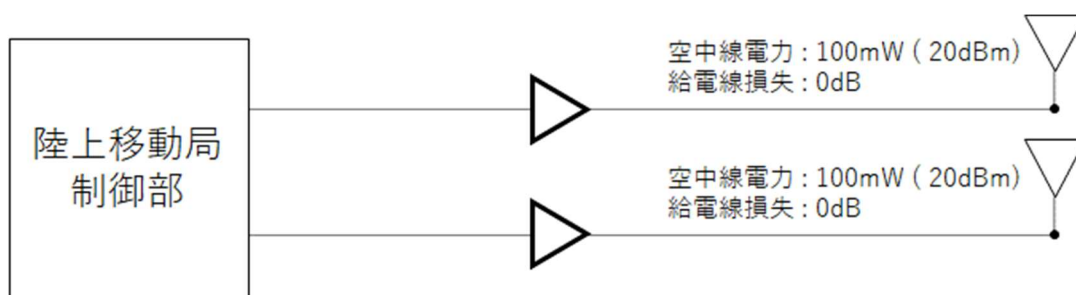 空中線電力 : 100mW ( 20dBm)
給電線損失 : 0dB
陸上移動局
制御部
空中線電力 : 100mW ( 20dBm)
給電線損失 : 0dB